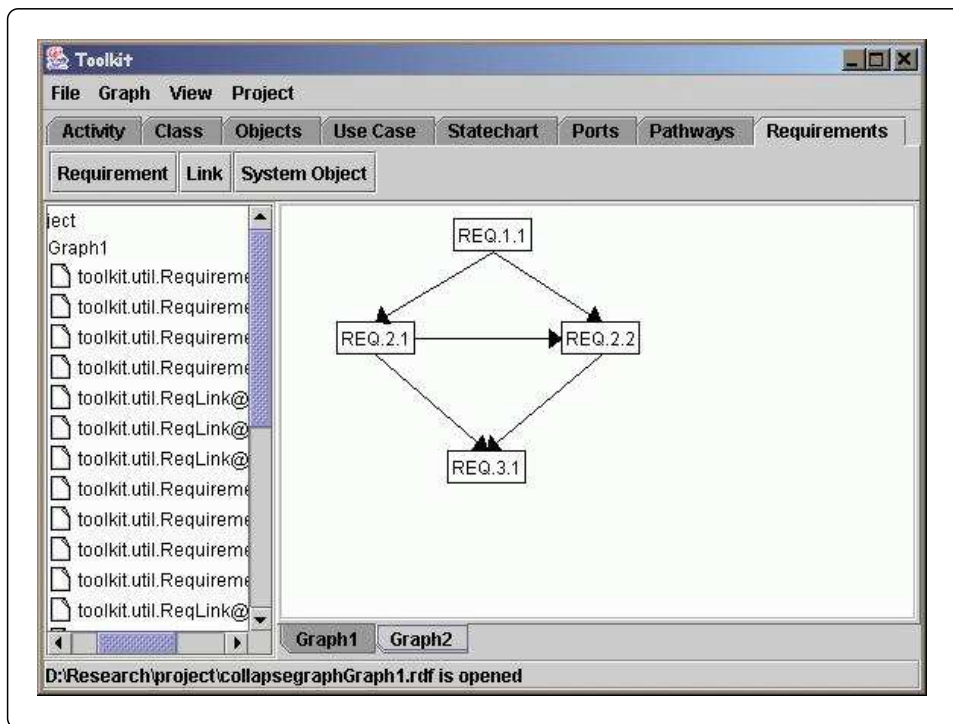 Toolkit
File Graph View Project
Activity Class Objects Use Case Statechart Ports Pathways Requirements
Requirement Link System Object
ject
Graph1
toolkit.util.Requireme
toolkit.util.Requireme
toolkit.util.Requireme
toolkit.util.Requireme
toolkit.util.ReqLink@
toolkit.util.ReqLink@
toolkit.util.ReqLink@
toolkit.util.Requireme
toolkit.util.Requireme
toolkit.util.Requireme
toolkit.util.Requireme
toolkit.util.ReqLink@
REQ.1.1
REQ.2.1 REQ.2.2
REQ.3.1
Graph1 Graph2
D:\Research\project\collapsegraphGraph1.rdf is opened